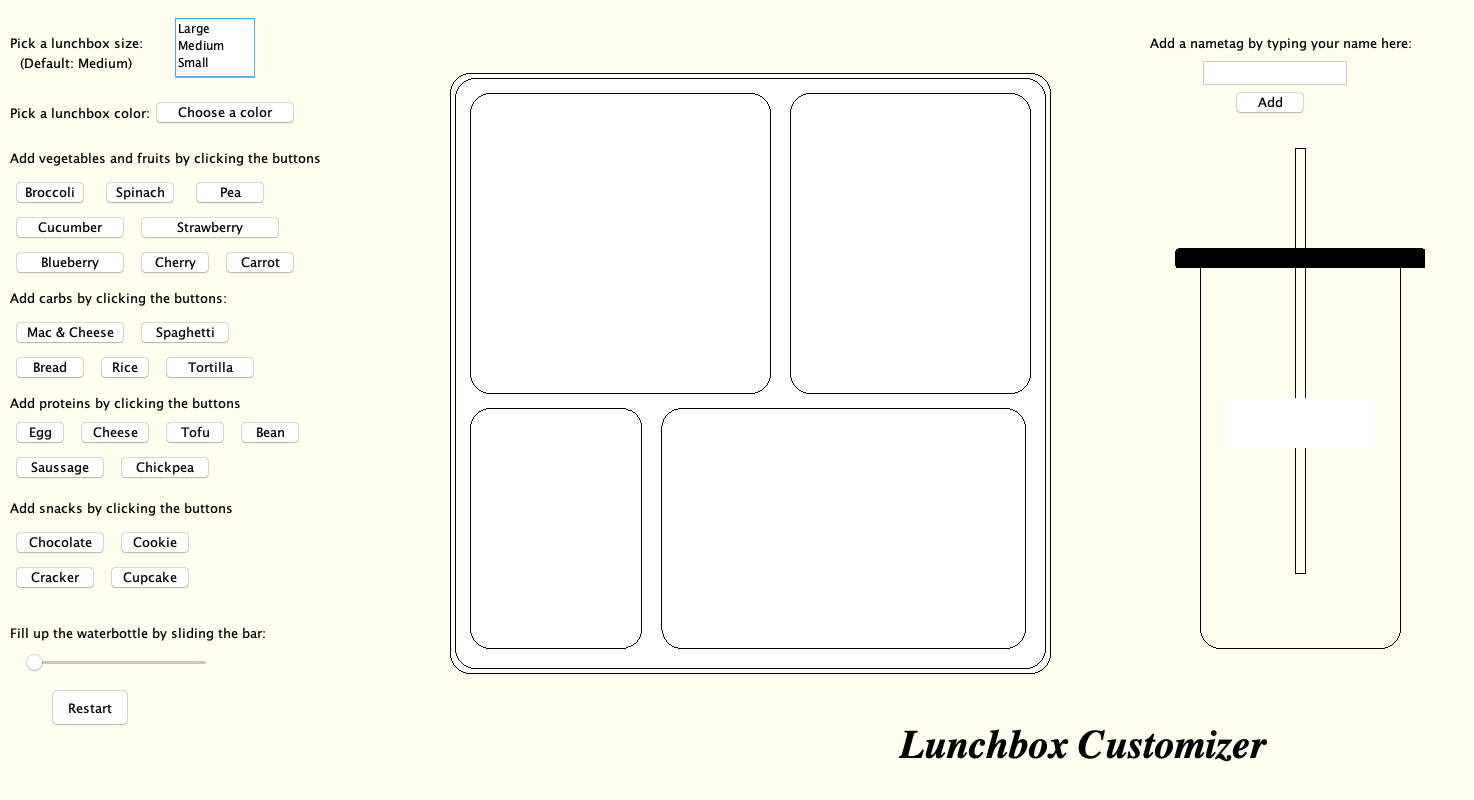 Pick a lunchbox size:
(Default: Medium)
Large
Medium
Small
Pick a lunchbox color: Choose a color
Add vegetables and fruits by clicking the buttons
Broccoli Spinach Pea
Cucumber Strawberry
Blueberry Cherry Carrot
Add carbs by clicking the buttons:
Mac & Cheese Spaghetti
Bread Rice Tortilla
Add proteins by clicking the buttons
Egg Cheese Tofu Bean
Saussage Chickpea
Add snacks by clicking the buttons
Chocolate Cookie
Cracker Cupcake
Fill up the waterbottle by sliding the bar:
Restart
Add a nametag by typing your name here:
Add
Lunchbox Customizer